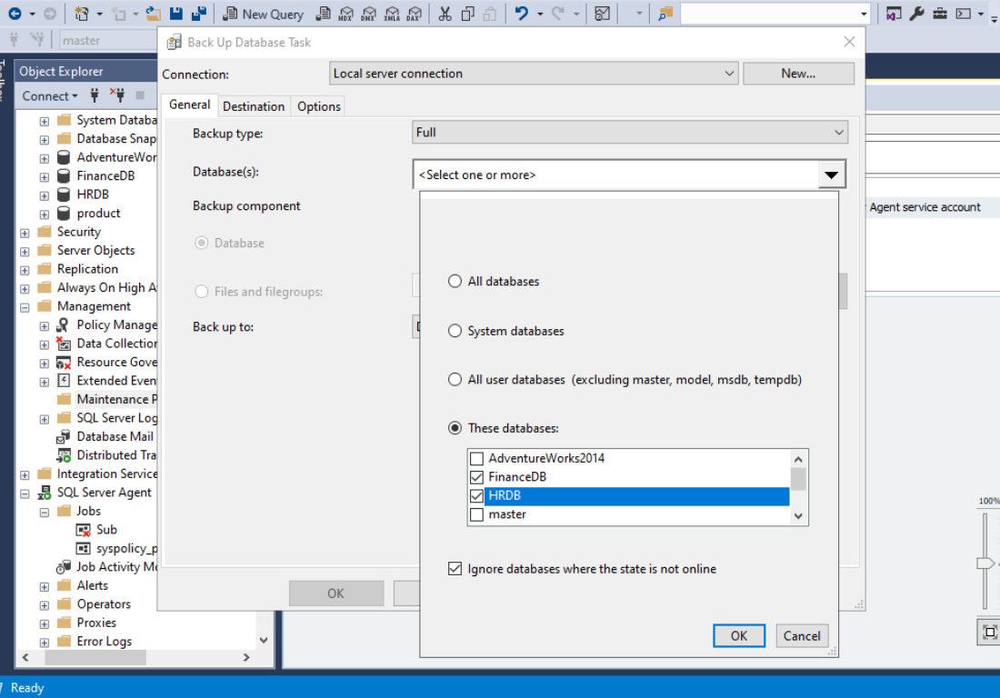 New Query
MDX
DMX
XMLA
DAX
master
Back Up Database Task
Object Explorer
Connect
System Databa
Database Snap
AdventureWor
FinanceDB
HRDB
product
Security
Server Objects
Replication
Always On High A
Management
Policy Manage
Data Collection
Resource Gove
Extended Even
Maintenance P
SQL Server Log
Database Mail
Distributed Tra
Integration Service
SQL Server Agent
Jobs
Sub
syspolicy_p
Job Activity Mo
Alerts
Operators
Proxies
Error Logs
Connection:
Local server connection
New...
General
Destination
Options
Backup type:
Full
Database(s):
<Select one or more>
Backup component
Database
Files and filegroups:
Back up to:
OK
All databases
System databases
All user databases (excluding master, model, msdb, tempdb)
These databases:
AdventureWorks2014
FinanceDB
HRDB
master
Ignore databases where the state is not online
OK
Cancel
Agent service account
100%
Ready